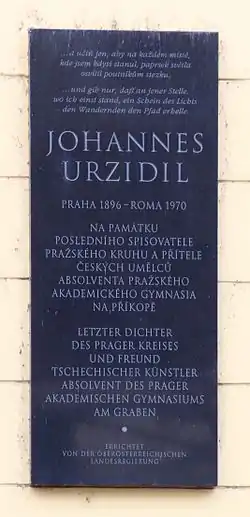 ...a učiň jen, aby na každém místě,
kde jsem kdysi stanul, paprsek světla
osvítil poutníkům stezku.
...und gib nur, daß an jener Stelle,
wo ich einst stand, ein Schein des Lichts
den Wandernden den Pfad erhelle.
JOHANNES
URZIDIL
PRAHA 1896 – ROMA 1970
NA PAMÁTKU
POSLEDNÍHO SPISOVATELE
PRAŽSKÉHO KRUHU A PŘÍTELE
ČESKÝCH UMĚLCŮ
ABSOLVENTA PRAŽSKÉHO
AKADEMICKÉHO GYMNASIA
NA PŘÍKOPĚ
LETZTER DICHTER
DES PRAGER KREISES
UND FREUND
TSCHECHISCHER KÜNSTLER
ABSOLVENT DES PRAGER
AKADEMISCHEN GYMNASIUMS
AM GRABEN
ERRICHTET
VON DER OBERÖSTERREICHISCHEN
LANDESREGIERUNG